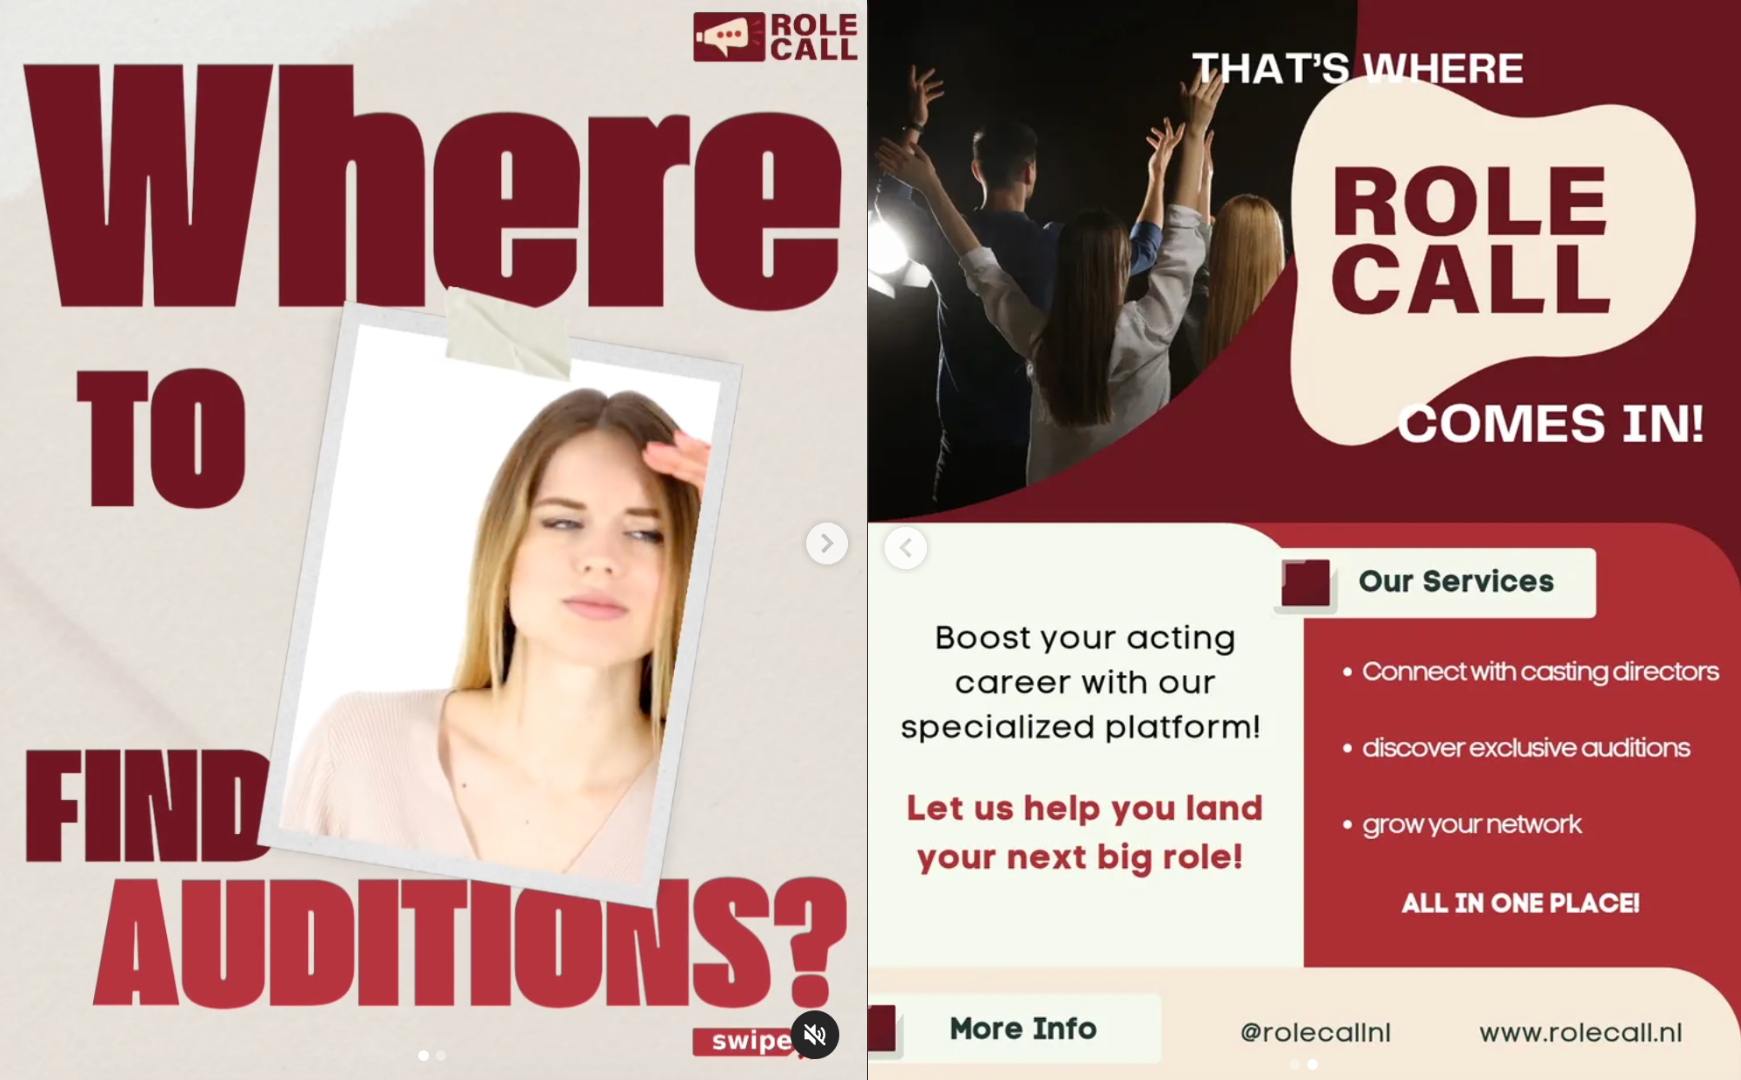 ROLE
CALL
Where
TO
FIND
AUDITIONS?
swipe
THAT'S WHERE
ROLE
CALL
COMES IN!
Our Services
Boost your acting
career with our
specialized platform!
Let us help you land
your next big role!
• Connect with casting directors
• discover exclusive auditions
• grow your network
ALL IN ONE PLACE!
More Info
@rolecallnl
www.rolecall.nl